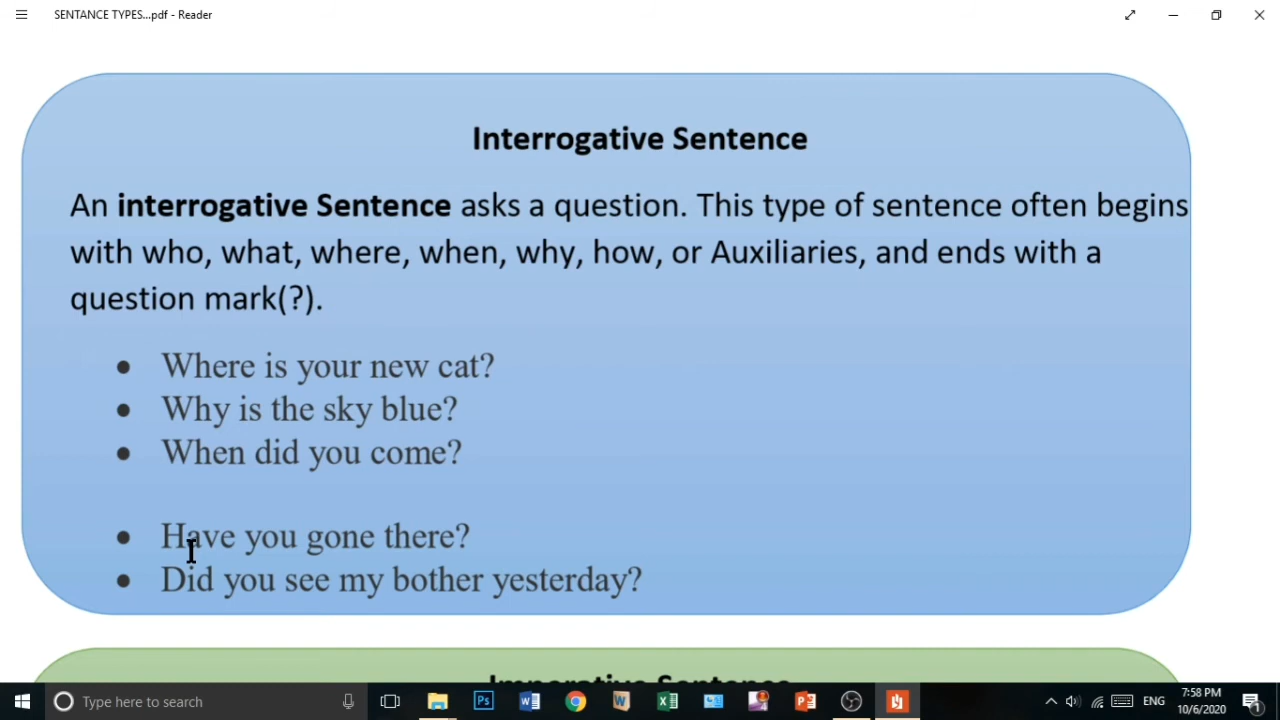 SENTANCE TYPES...pdf - Reader
Interrogative Sentence
An interrogative Sentence asks a question. This type of sentence often begins
with who, what, where, when, why, how, or Auxiliaries, and ends with a
question mark(?).
• Where is your new cat?
• Why is the sky blue?
• When did you come?
• Have you gone there?
• Did you see my bother yesterday?
Imperative Sentence
Type here to search
ENG
7:58 PM
10/6/2020